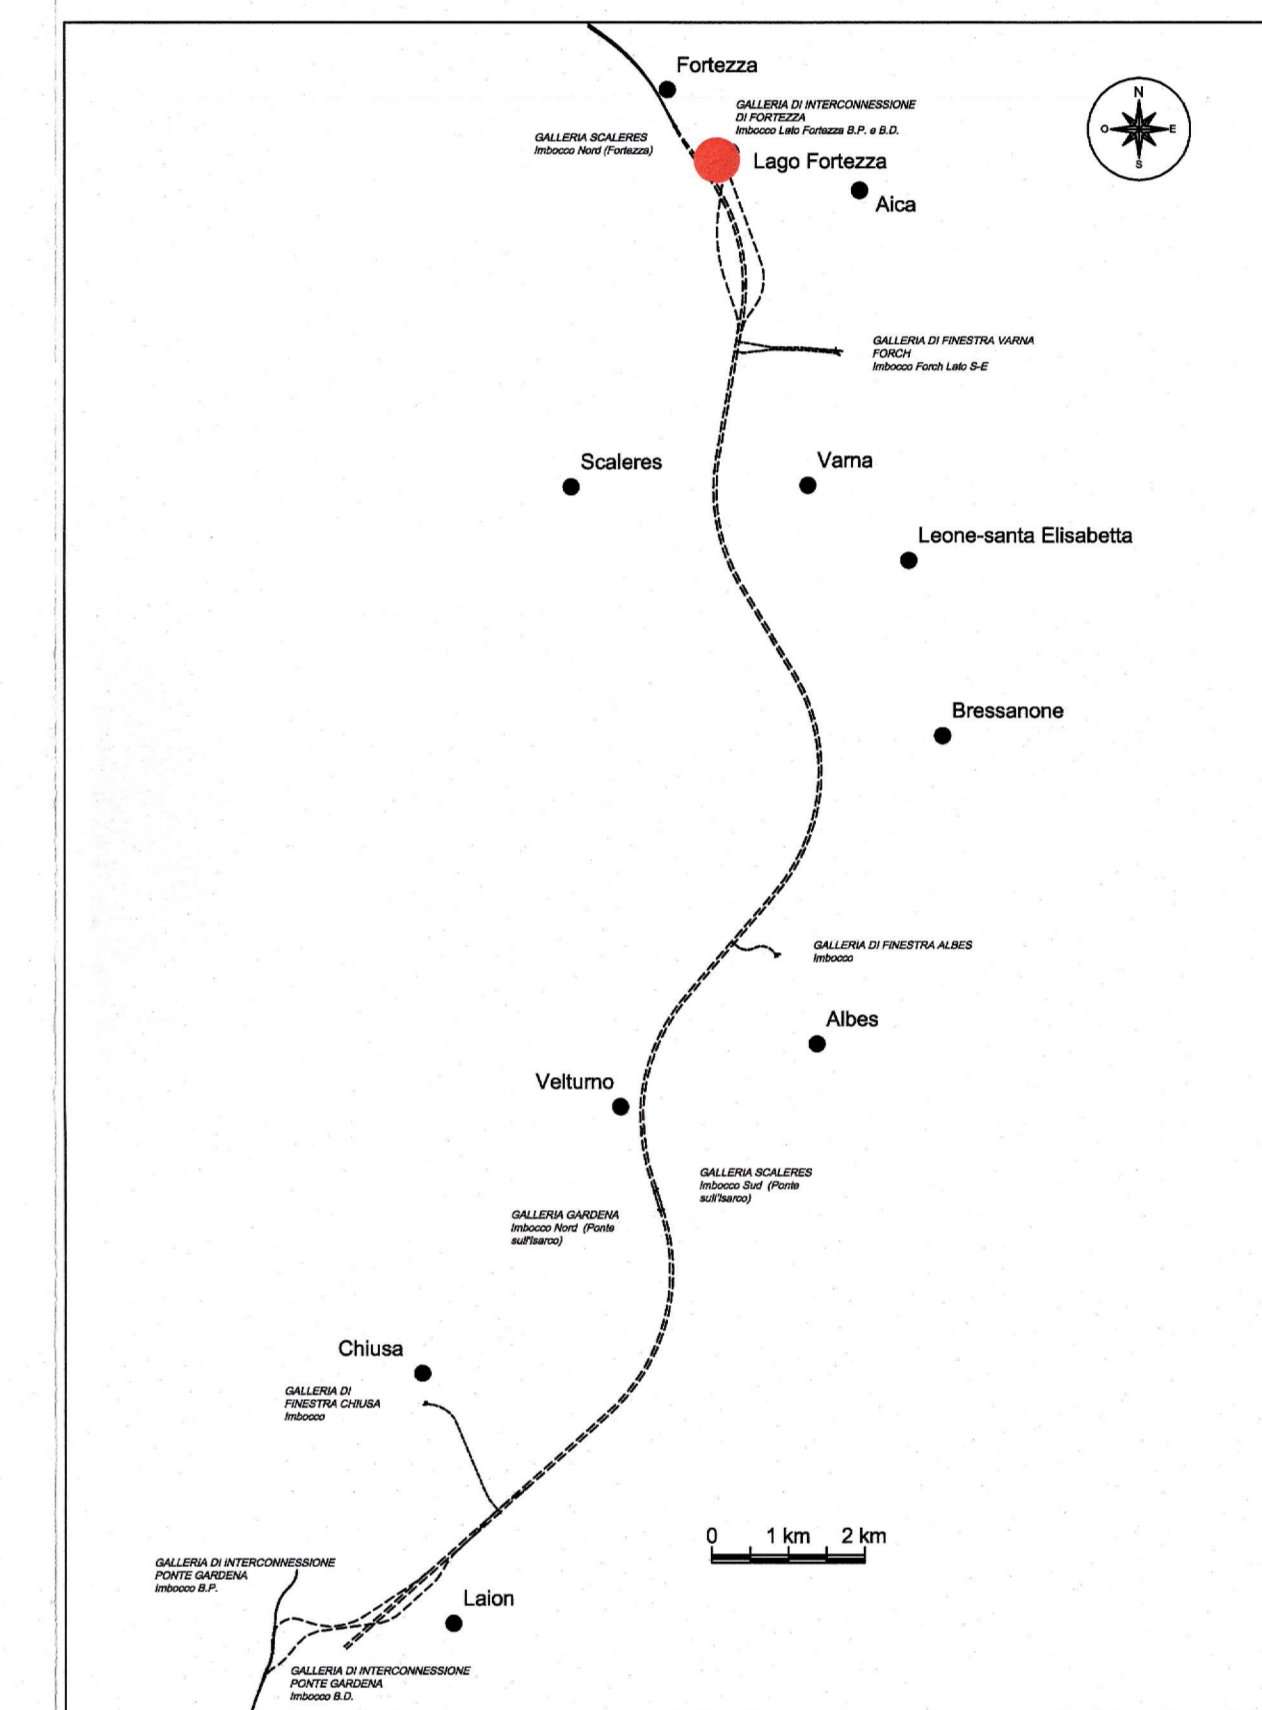 Fortezza
GALLERIA DI INTERCONNESSIONE
DI FORTEZZA
Imbocco Lato Fortezza B.P. e B.D.
N
O
E
S
GALLERIA SCALERES
Imbocco Nord (Fortezza)
Lago Fortezza
Aica
GALLERIA DI FINESTRA VARNA
FORCH
Imbocco Forch Lato S-E
Scaleres
Varna
Leone-santa Elisabetta
Bressanone
GALLERIA DI FINESTRA ALBES
Imbocco
Albes
Velturno
GALLERIA SCALERES
Imbocco Sud (Ponte
sull'Isarco)
GALLERIA GARDENA
Imbocco Nord (Ponte
sull'Isarco)
Chiusa
GALLERIA DI
FINESTRA CHIUSA
Imbocco
0 1 km 2 km
GALLERIA DI INTERCONNESSIONE
PONTE GARDENA
Imbocco B.P.
Laion
GALLERIA DI INTERCONNESSIONE
PONTE GARDENA
Imbocco B.D.